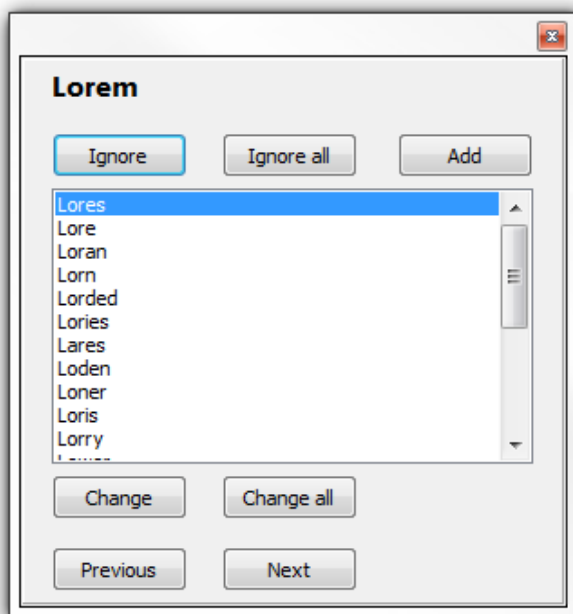 Lorem
Ignore Ignore all Add
Lores
Lore
Loran
Lorn
Lorded
Lories
Lares
Loden
Loner
Loris
Lorry
Change Change all
Previous Next